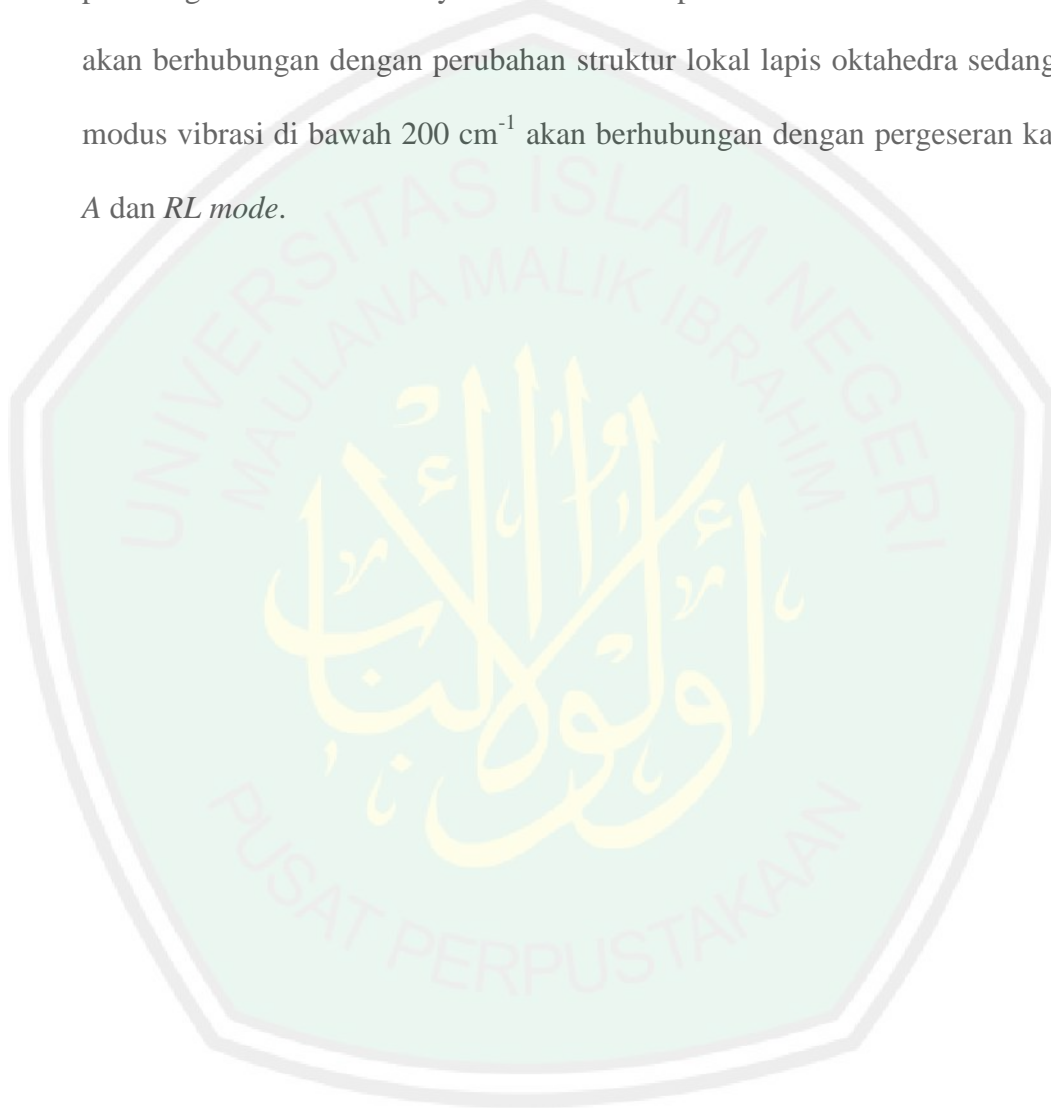 akan berhubungan dengan perubahan struktur lokal lapis oktahedra sedang
modus vibrasi di bawah 200 cm⁻¹ akan berhubungan dengan pergeseran ka
A dan RL mode.
UNIVERSITAS ISLAM NEGERI
MAULANA MALIK IBRAHIM
PUSAT PERPUSTAKAAN